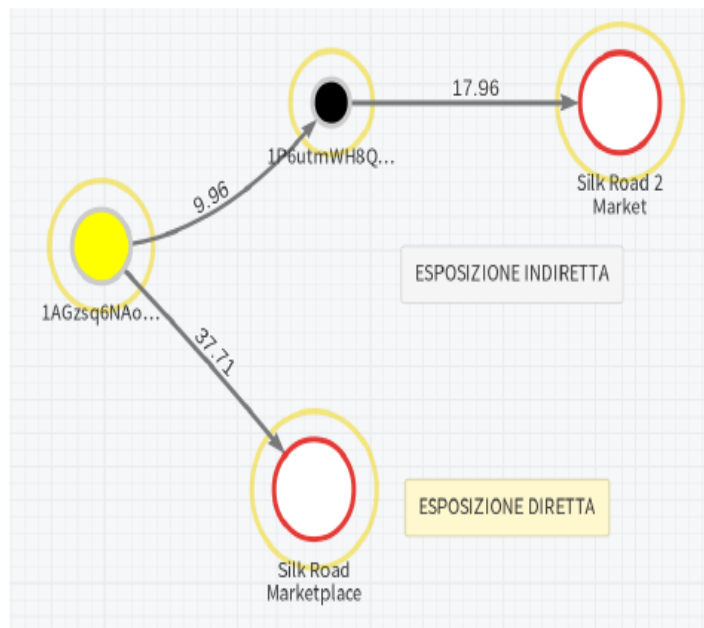 17.96
1P6utmWH8Q...
Silk Road 2
Market
9.96
1AGzsq6NAo...
ESPOSIZIONE INDIRETTA
37.71
ESPOSIZIONE DIRETTA
Silk Road
Marketplace